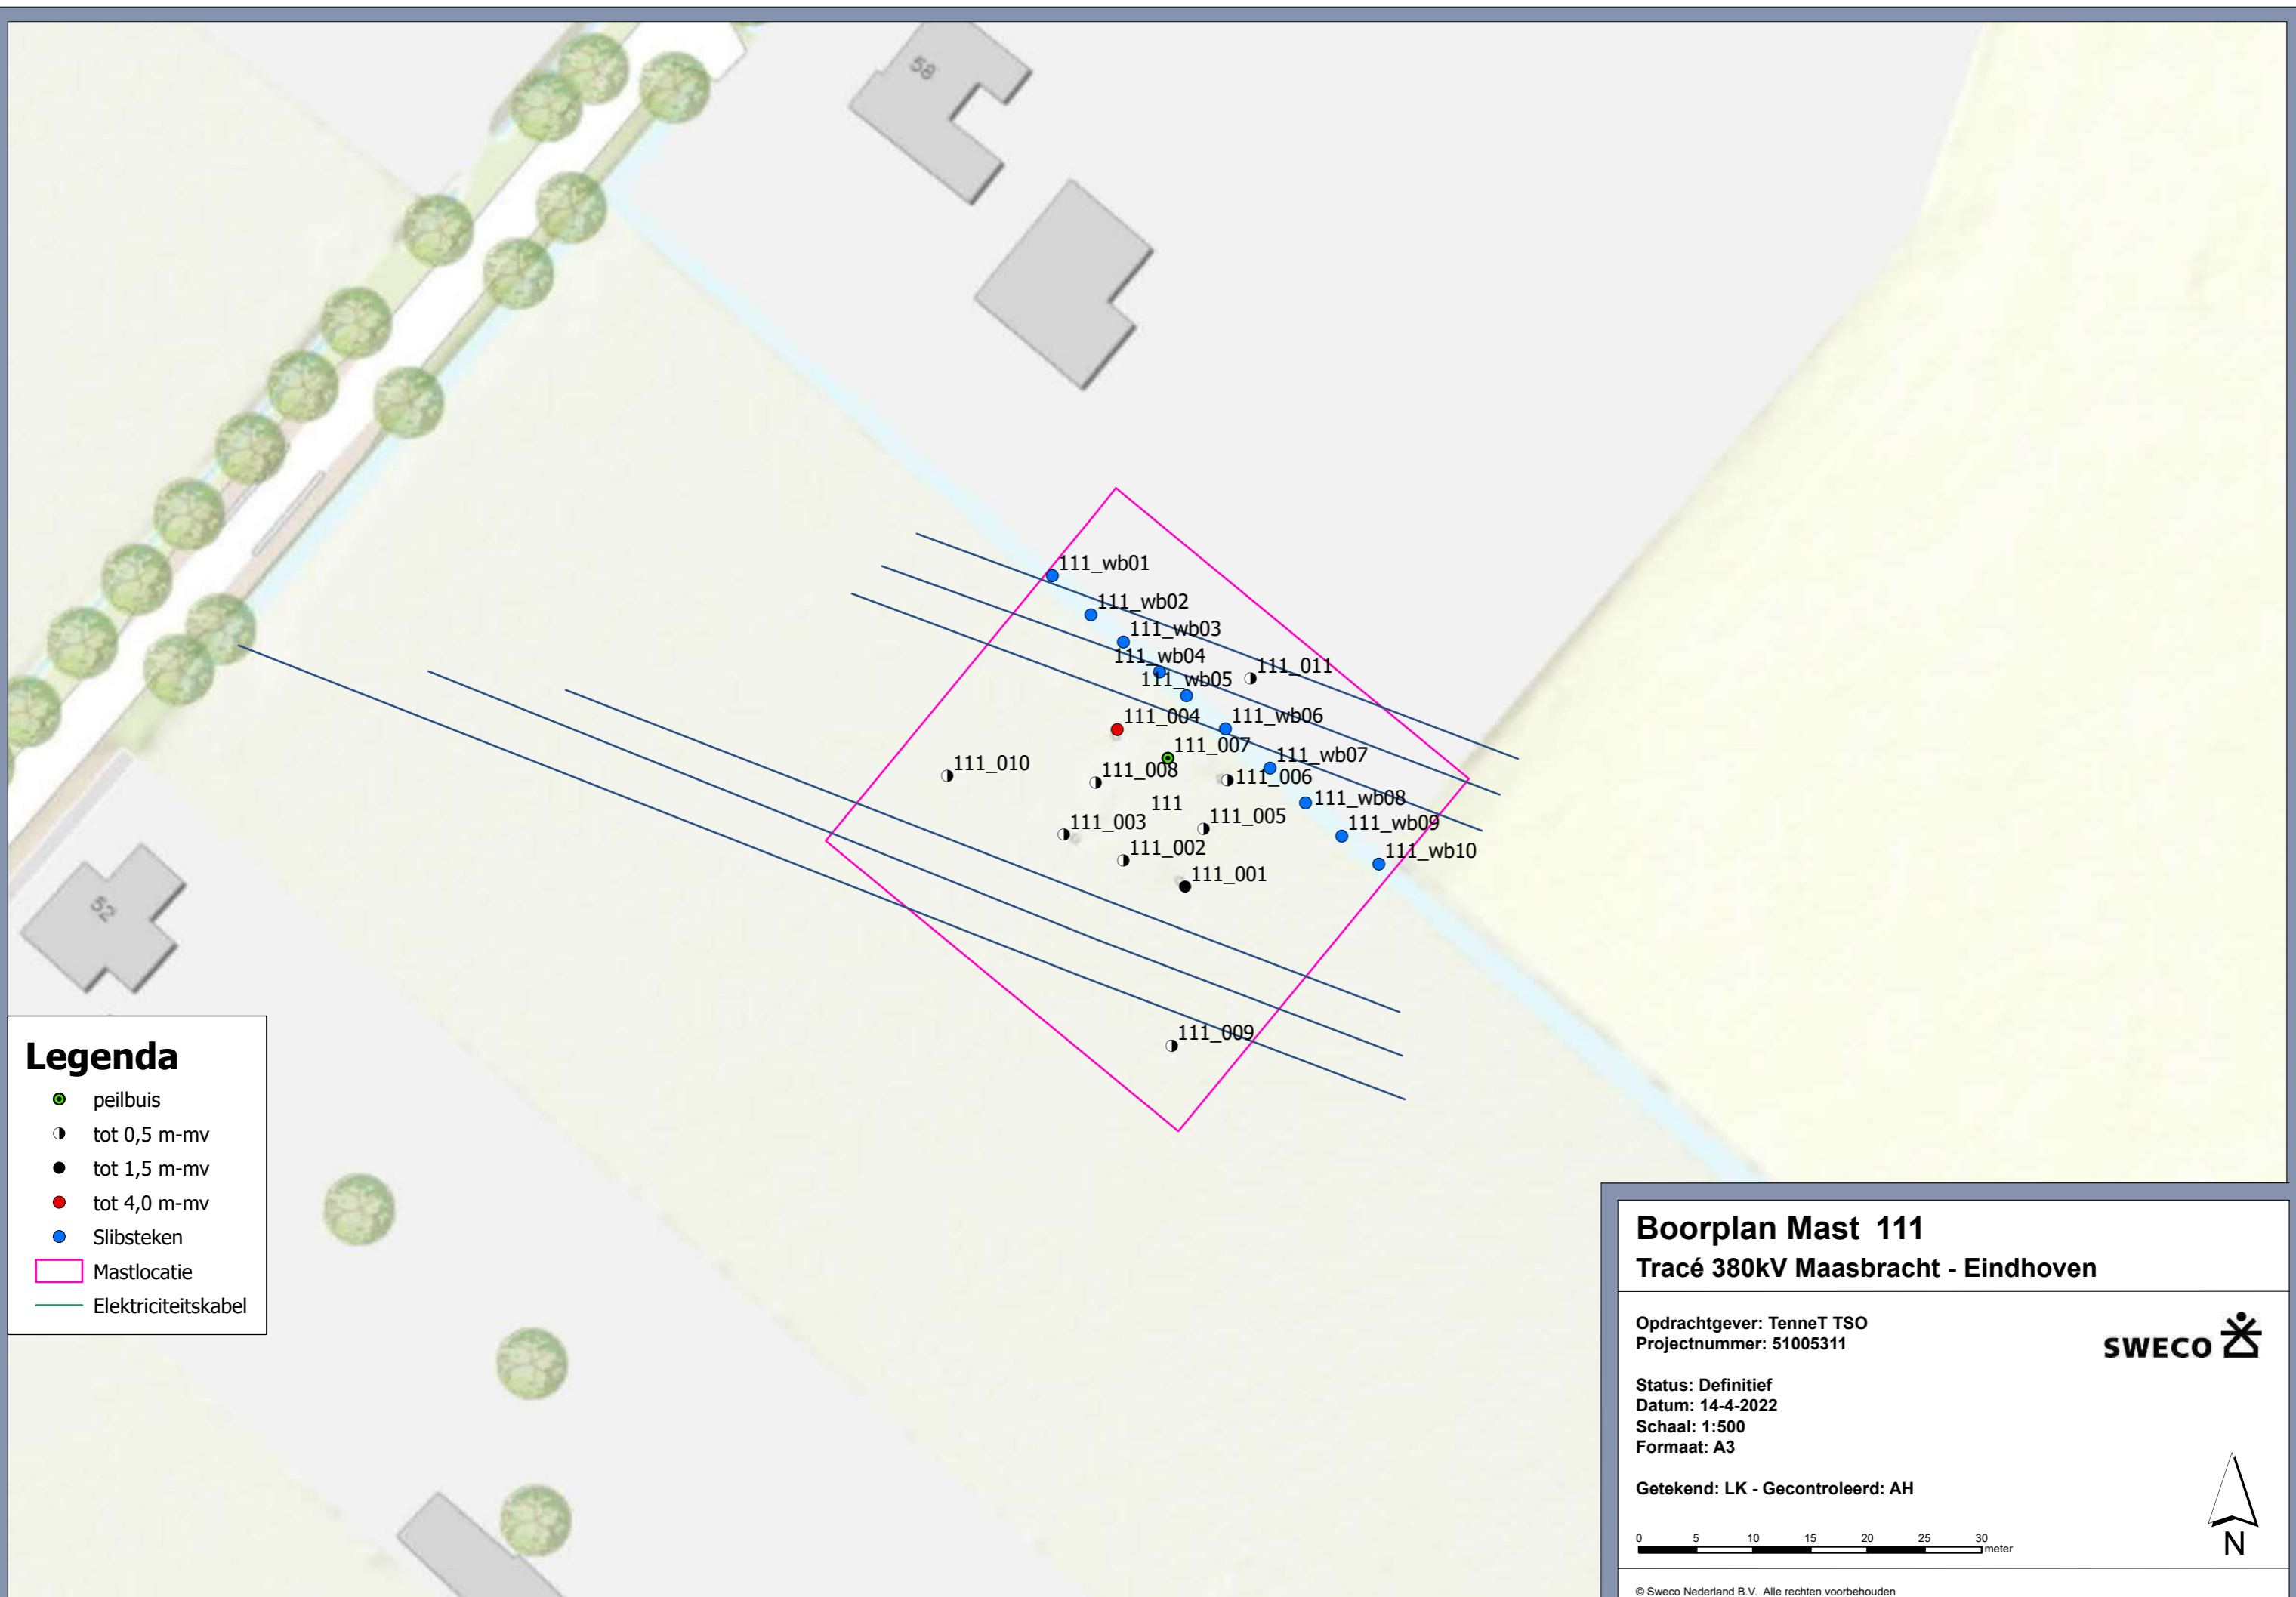 58
111_wb01
111_wb02
111_wb03
111_wb04
111_011
111_wb05
111_004
111_wb06
111_007
111_wb07
111_010
111_008
111_006
111
111_wb08
111_003
111_005
111_wb09
111_002
111_wb10
111_001
52
111_009
Legenda
peilbuis
tot 0,5 m-mv
tot 1,5 m-mv
tot 4,0 m-mv
Slibsteken
Mastlocatie
Elektriciteitskabel
Boorplan Mast 111
Tracé 380kV Maasbracht - Eindhoven
Opdrachtgever: TenneT TSO
Projectnummer: 51005311
SWECO
Status: Definitief
Datum: 14-4-2022
Schaal: 1:500
Formaat: A3
Getekend: LK - Gecontroleerd: AH
0 5 10 15 20 25 30
meter
N
© Sweco Nederland B.V. Alle rechten voorbehouden